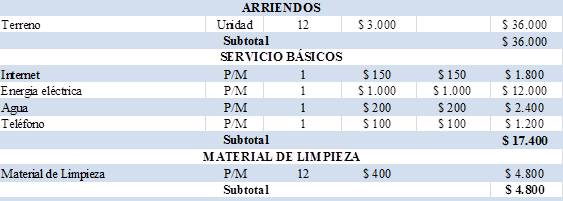 ARRIENDOS
Terreno Unidad 12 $ 3.000 $ 36.000
Subtotal $ 36.000
SERVICIO BÁSICOS
Internet P/M 1 $ 150 $ 150 $ 1.800
Energia eléctrica P/M 1 $ 1.000 $ 1.000 $ 12.000
Agua P/M 1 $ 200 $ 200 $ 2.400
Teléfono P/M 1 $ 100 $ 100 $ 1.200
Subtotal $ 17.400
MATERIAL DE LIMPIEZA
Material de Limpieza P/M 12 $ 400 $ 4.800
Subtotal $ 4.800